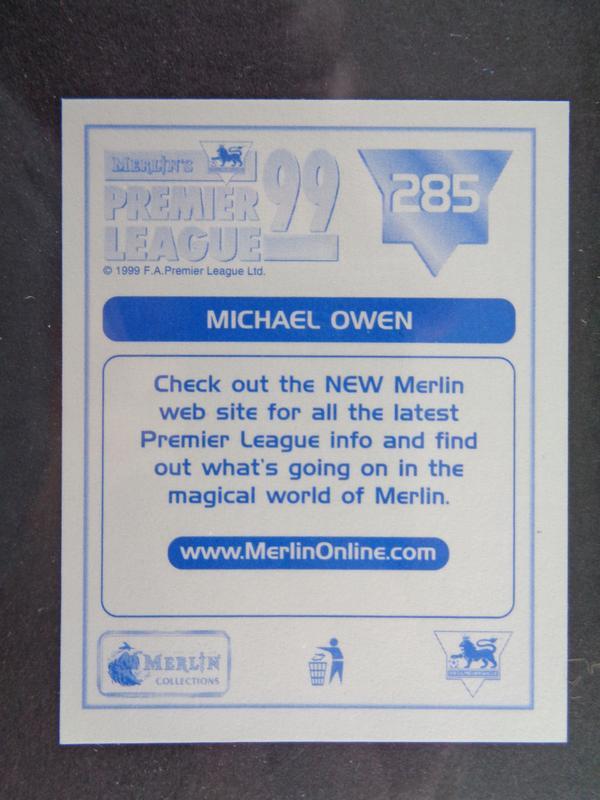 MERLIN'S
PREMIER
LEAGUE
99
285
© 1999 F.A.Premier League Ltd.
MICHAEL OWEN
Check out the NEW Merlin
web site for all the latest
Premier League info and find
out what's going on in the
magical world of Merlin.
www.MerlinOnline.com
MERLIN
COLLECTIONS